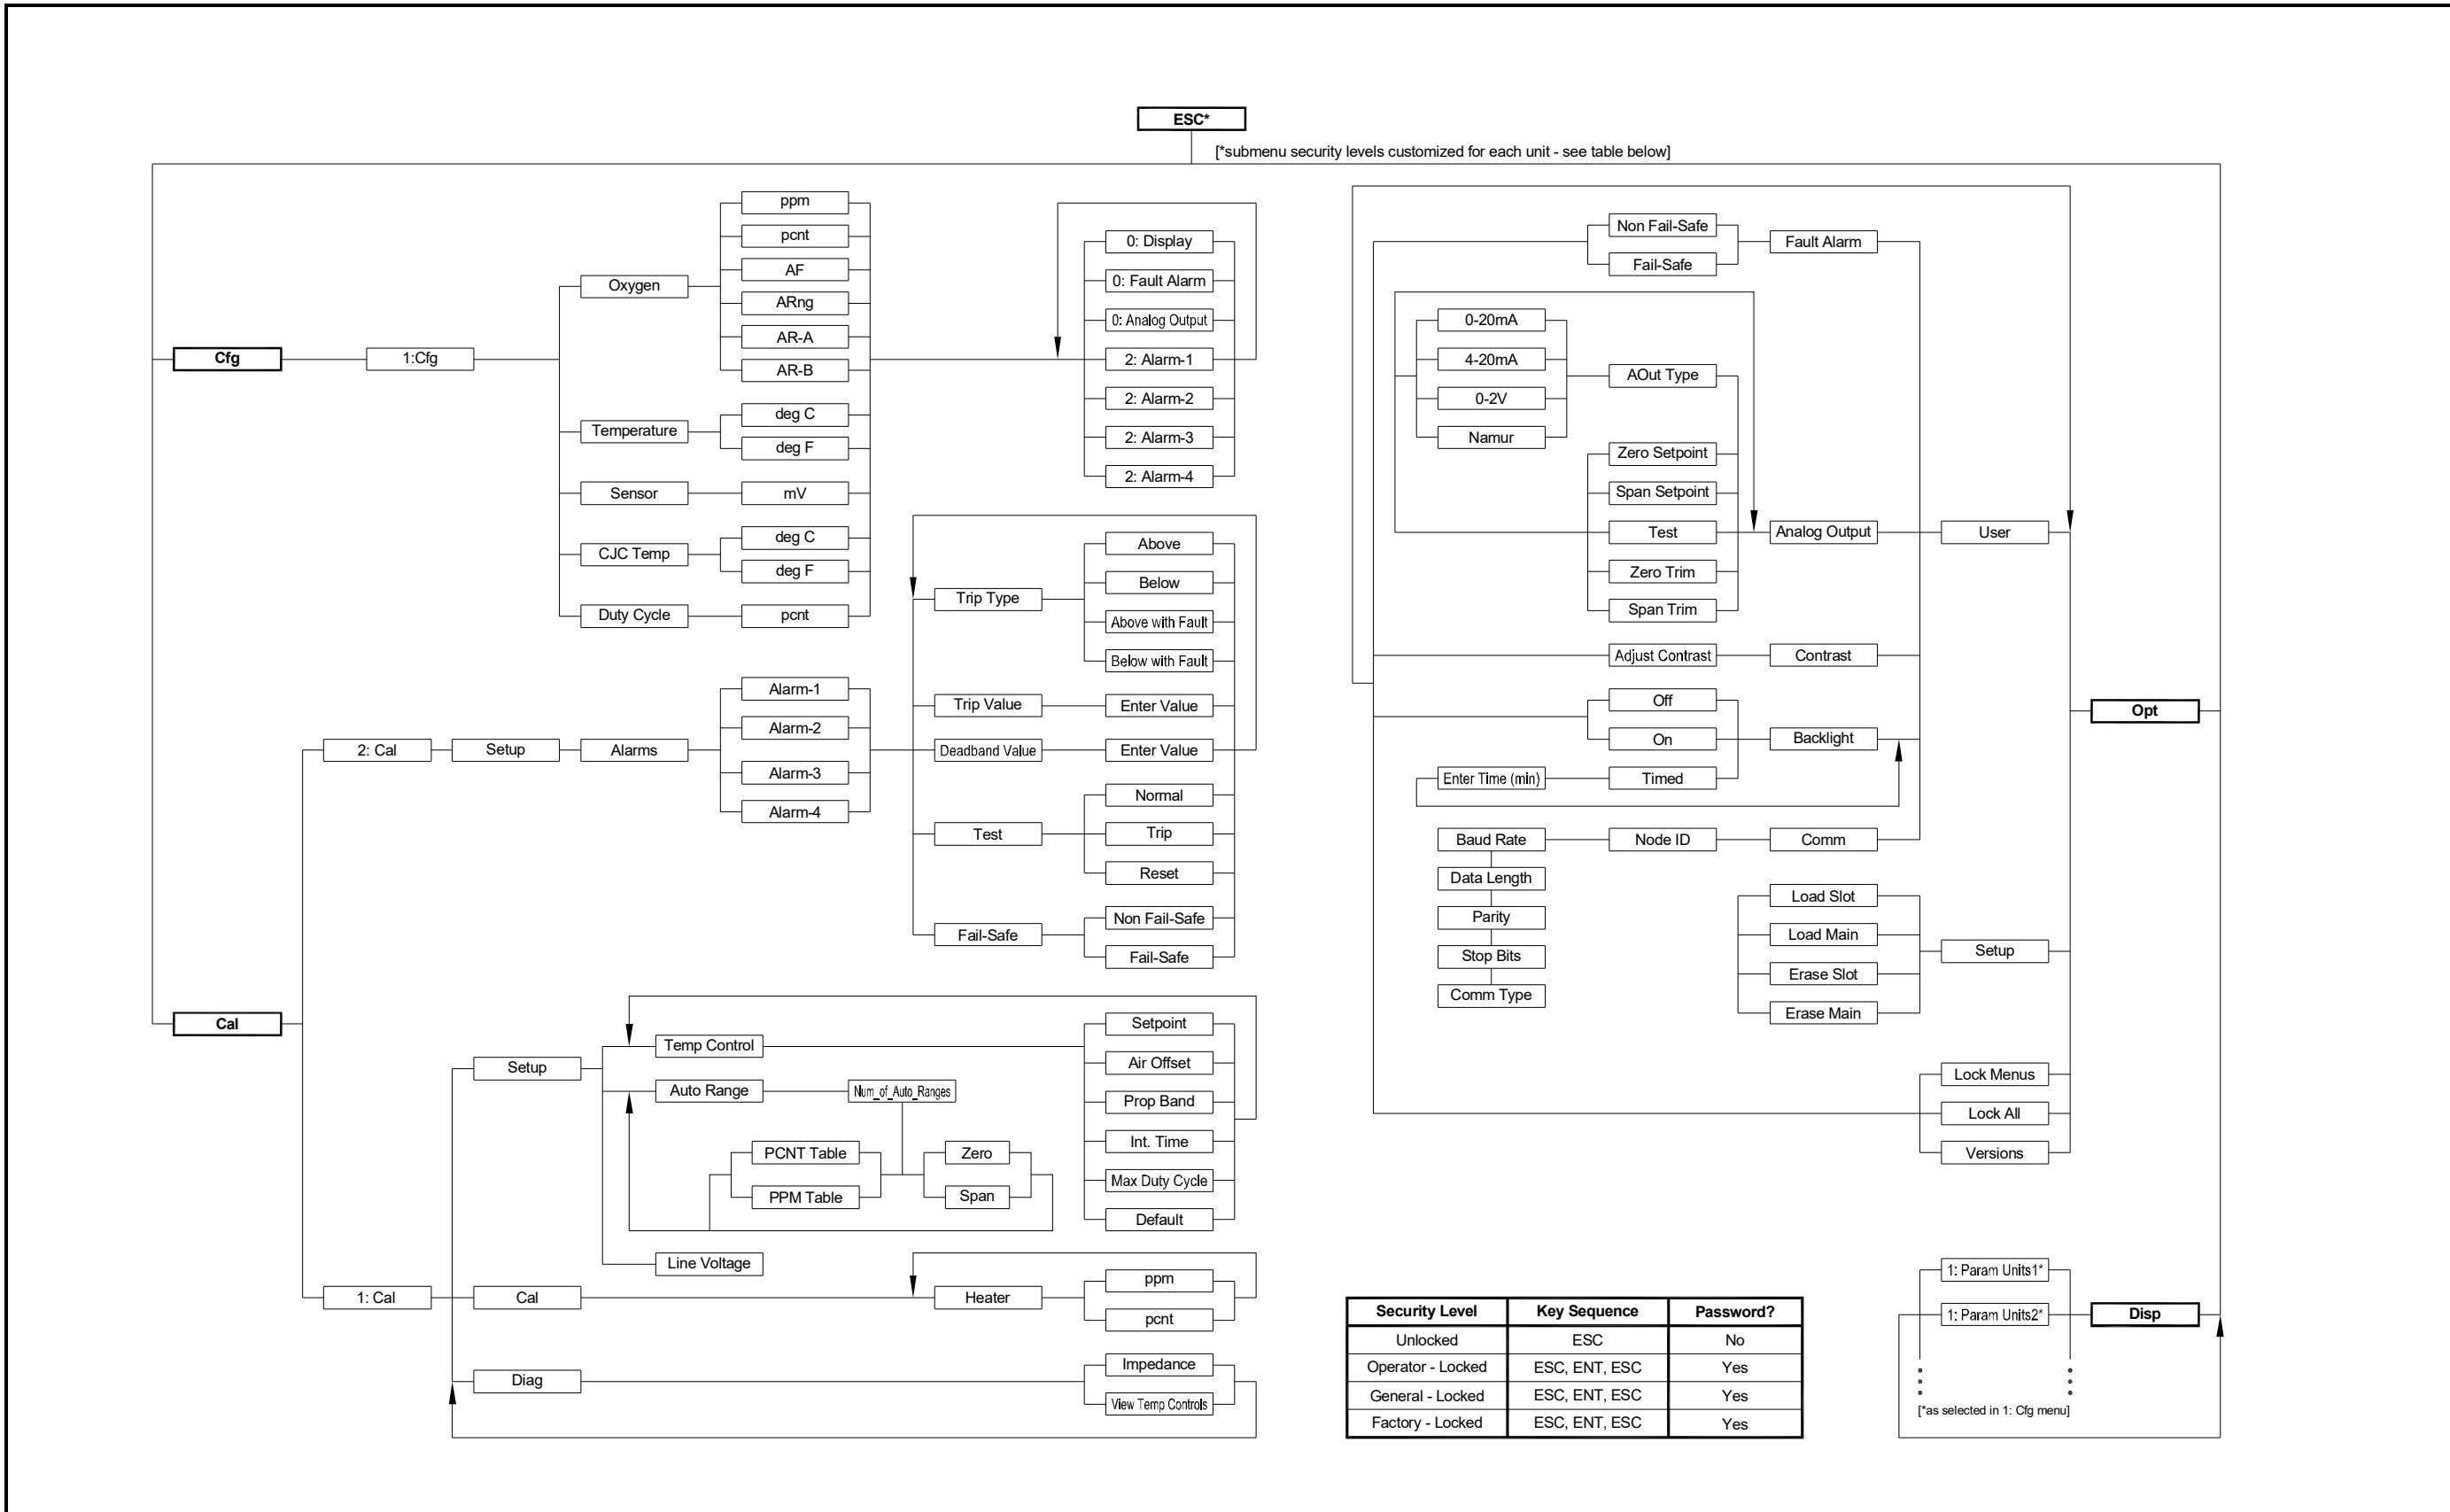 ESC*
[*submenu security levels customized for each unit - see table below]
Cfg
1:Cfg
Oxygen
ppm
pcnt
AF
ARng
AR-A
AR-B
Temperature
deg C
deg F
Sensor
mV
CJC Temp
deg C
deg F
Duty Cycle
pcnt
0: Display
0: Fault Alarm
0: Analog Output
2: Alarm-1
2: Alarm-2
2: Alarm-3
2: Alarm-4
Cal
2: Cal
Setup
Alarms
Alarm-1
Alarm-2
Alarm-3
Alarm-4
Trip Type
Above
Below
Above with Fault
Below with Fault
Trip Value
Enter Value
Deadband Value
Enter Value
Test
Normal
Trip
Reset
Fail-Safe
Non Fail-Safe
Fail-Safe
1: Cal
Setup
Temp Control
Setpoint
Air Offset
Prop Band
Int. Time
Max Duty Cycle
Default
Auto Range
Num_of_Auto_Ranges
PCNT Table
PPM Table
Zero
Span
Line Voltage
Cal
Heater
ppm
pcnt
Diag
Impedance
View Temp Controls
Non Fail-Safe
Fail-Safe
Fault Alarm
0-20mA
4-20mA
0-2V
Namur
AOut Type
Zero Setpoint
Span Setpoint
Test
Zero Trim
Span Trim
Analog Output
User
Adjust Contrast
Contrast
Off
On
Timed
Enter Time (min)
Backlight
Baud Rate
Node ID
Comm
Data Length
Parity
Stop Bits
Comm Type
Load Slot
Load Main
Erase Slot
Erase Main
Setup
Lock Menus
Lock All
Versions
Opt
1: Param Units1*
1: Param Units2*
Disp
[*as selected in 1: Cfg menu]
Security Level Key Sequence Password?
Unlocked ESC No
Operator - Locked ESC, ENT, ESC Yes
General - Locked ESC, ENT, ESC Yes
Factory - Locked ESC, ENT, ESC Yes